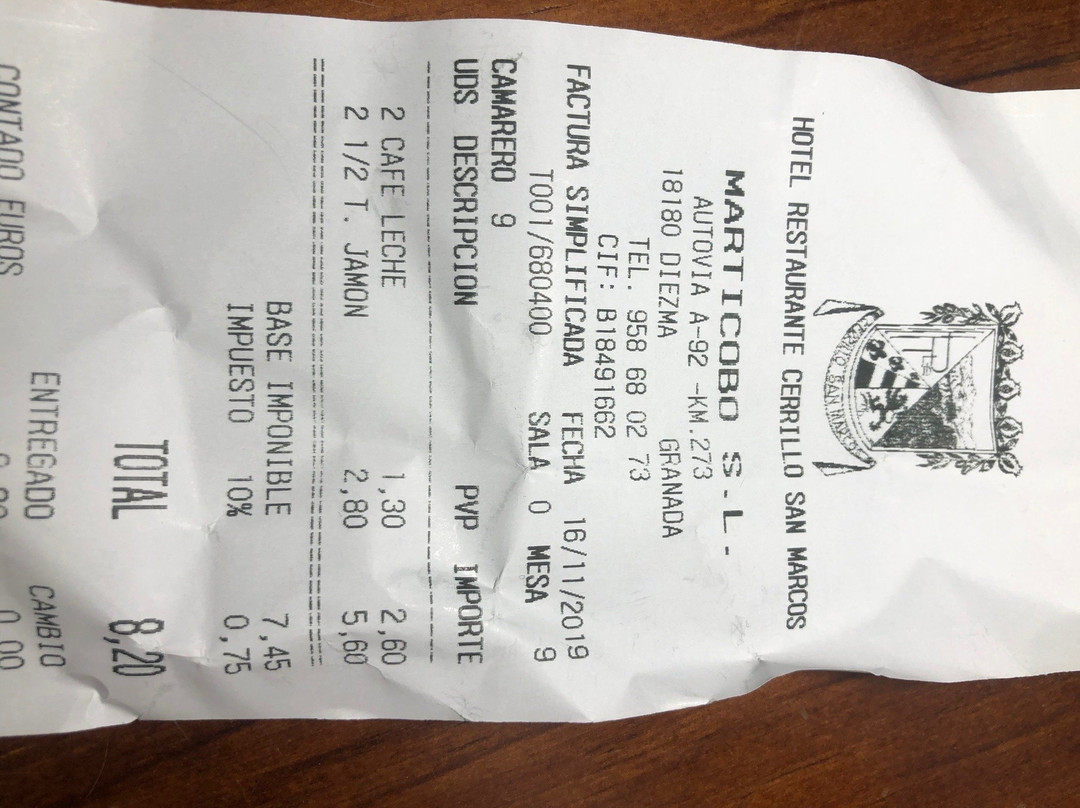 HOTEL RESTAURANTE CERRILLO SAN MARCOS
MARTICOBO S.L.
AUTOVIA A-92 -KM.273
18180 DIEZMA GRANADA
TEL. 958 68 02 73
CIF: B18491662
FACTURA SIMPLIFICADA FECHA 16/11/2019
T001/680400 SALA 0 MESA 9
CAMARERO 9
UDS DESCRIPCION PVP IMPORTE
2 CAFE LECHE 1,30 2,60
2 1/2 T. JAMON 2,80 5,60
BASE IMPONIBLE 7,45
IMPUESTO 10% 0,75
TOTAL 8,20
ENTREGADO CAMBIO
CONTADO EUROS 0,00